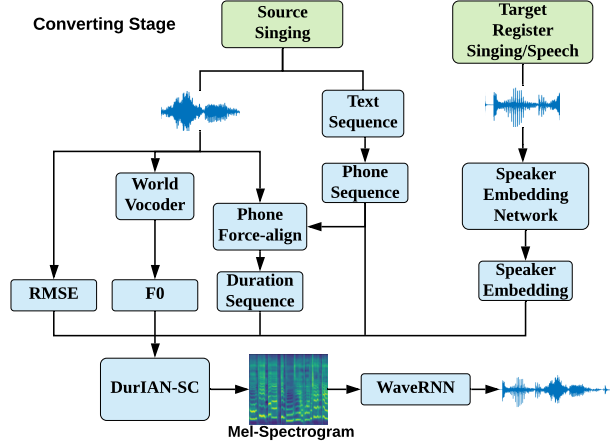 Converting Stage
Source
Singing
Target
Register
Singing/Speech
Text
Sequence
World
Vocoder
Phone
Sequence
Speaker
Embedding
Network
Phone
Force-align
RMSE
F0
Duration
Sequence
Speaker
Embedding
DurIAN-SC
WaveRNN
Mel-Spectrogram